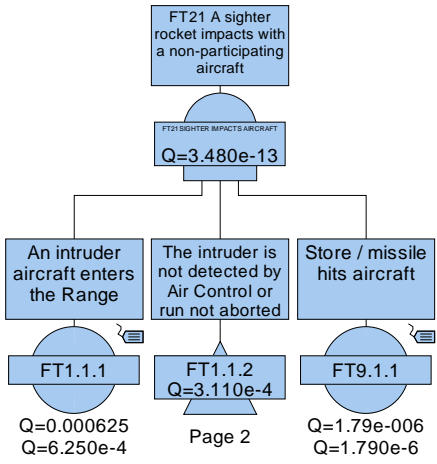 FT21 A sighter
rocket impacts with
a non-participating
aircraft
FT21 SIGHTER IMPACTS AIRCRAFT
Q=3.480e-13
An intruder
aircraft enters
the Range
The intruder is
not detected by
Air Control or
run not aborted
Store / missile
hits aircraft
FT1.1.1
FT1.1.2
Q=3.110e-4
FT9.1.1
Q=0.000625
Q=6.250e-4
Page 2
Q=1.79e-006
Q=1.790e-6